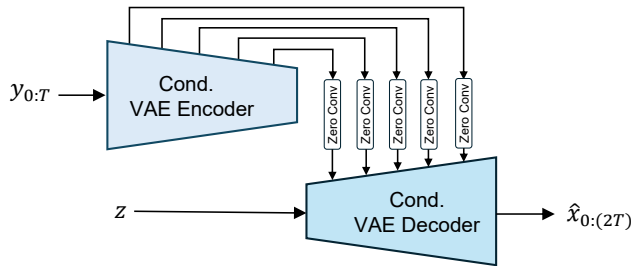 y₀:T
Cond.
VAE Encoder
Zero Conv
Zero Conv
Zero Conv
Zero Conv
Zero Conv
z
Cond.
VAE Decoder
x̂₀:(2T)